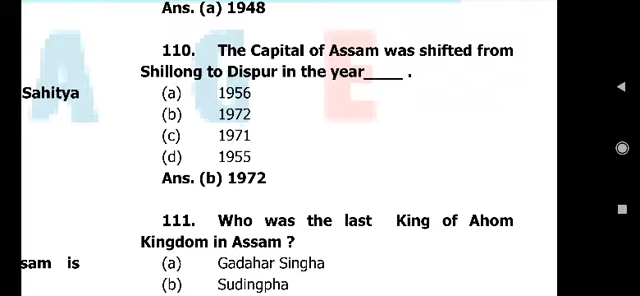 Ans. (a) 1948
110. The Capital of Assam was shifted from
Shillong to Dispur in the year____ .
Sahitya
(a) 1956
(b) 1972
(c) 1971
(d) 1955
Ans. (b) 1972
111. Who was the last King of Ahom
Kingdom in Assam ?
sam is
(a) Gadahar Singha
(b) Sudingpha